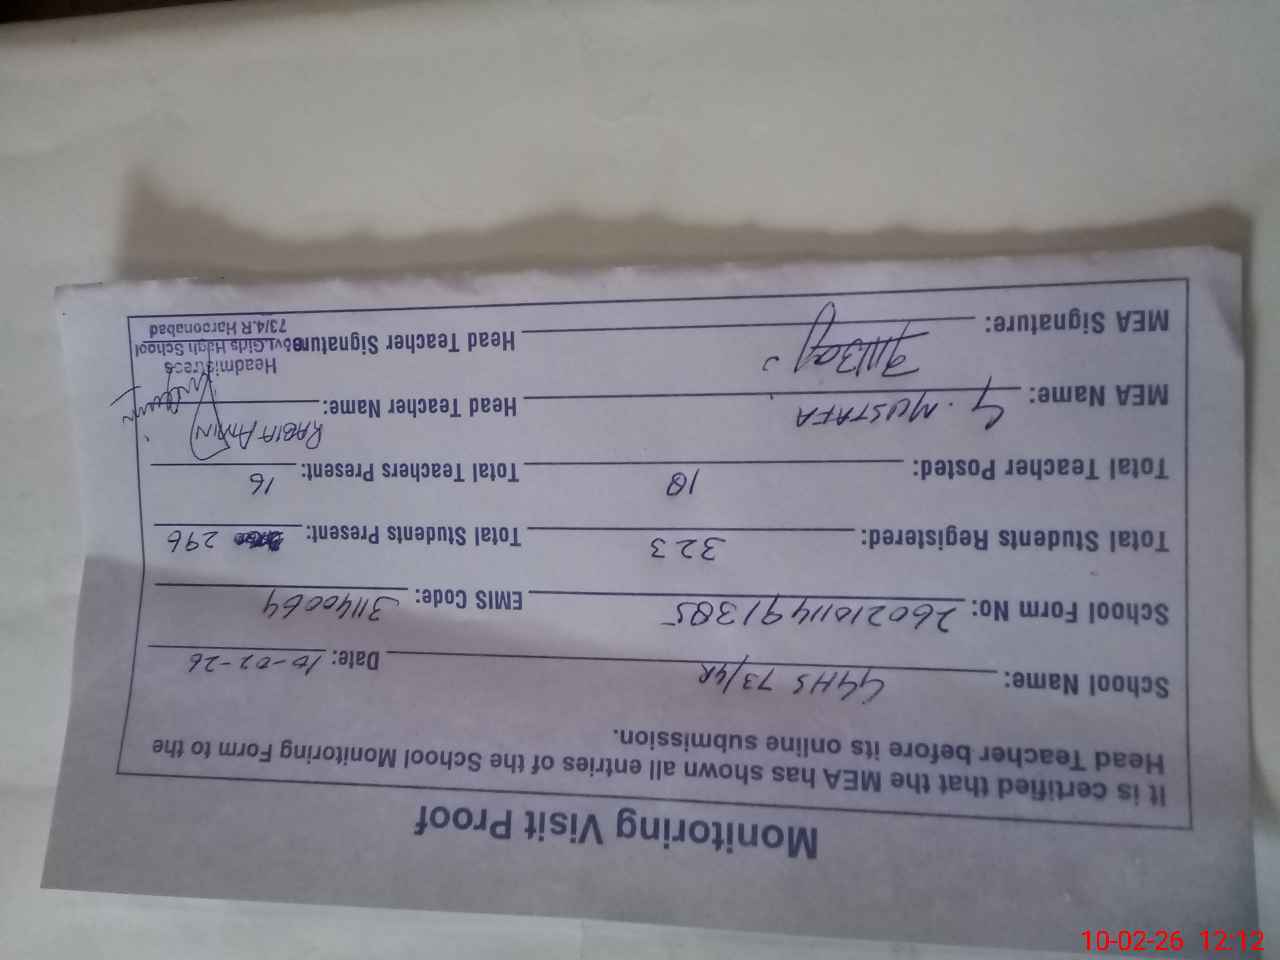 Monitoring Visit Proof
It is certified that the MEA has shown all entries of the School Monitoring Form to the
Head Teacher before its online submission.
School Name: GGHS 73/4R Date: 10-02-26
School Form No: 26021011491385 EMIS Code: 31140064
Total Students Registered: 323 Total Students Present: 296
Total Teacher Posted: 18 Total Teachers Present: 16
MEA Name: G. MUSTAFA Head Teacher Name: RABIA AMIN
MEA Signature: Head Teacher Signature:
Headmistress
Govt.Girls High School
73/4.R Haroonabad
10-02-26 12:12